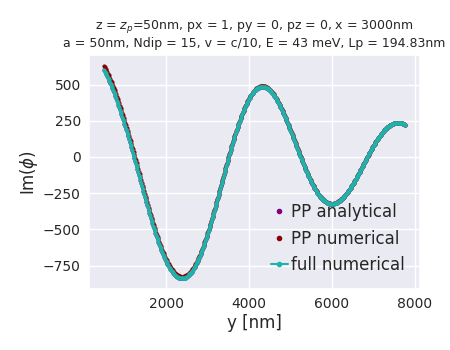 z = z_p=50nm, px = 1, py = 0, pz = 0, x = 3000nm
a = 50nm, Ndip = 15, v = c/10, E = 43 meV, Lp = 194.83nm
500
250
0
−250
−500
−750
Im(ϕ)
PP analytical
PP numerical
full numerical
2000 4000 6000 8000
y [nm]